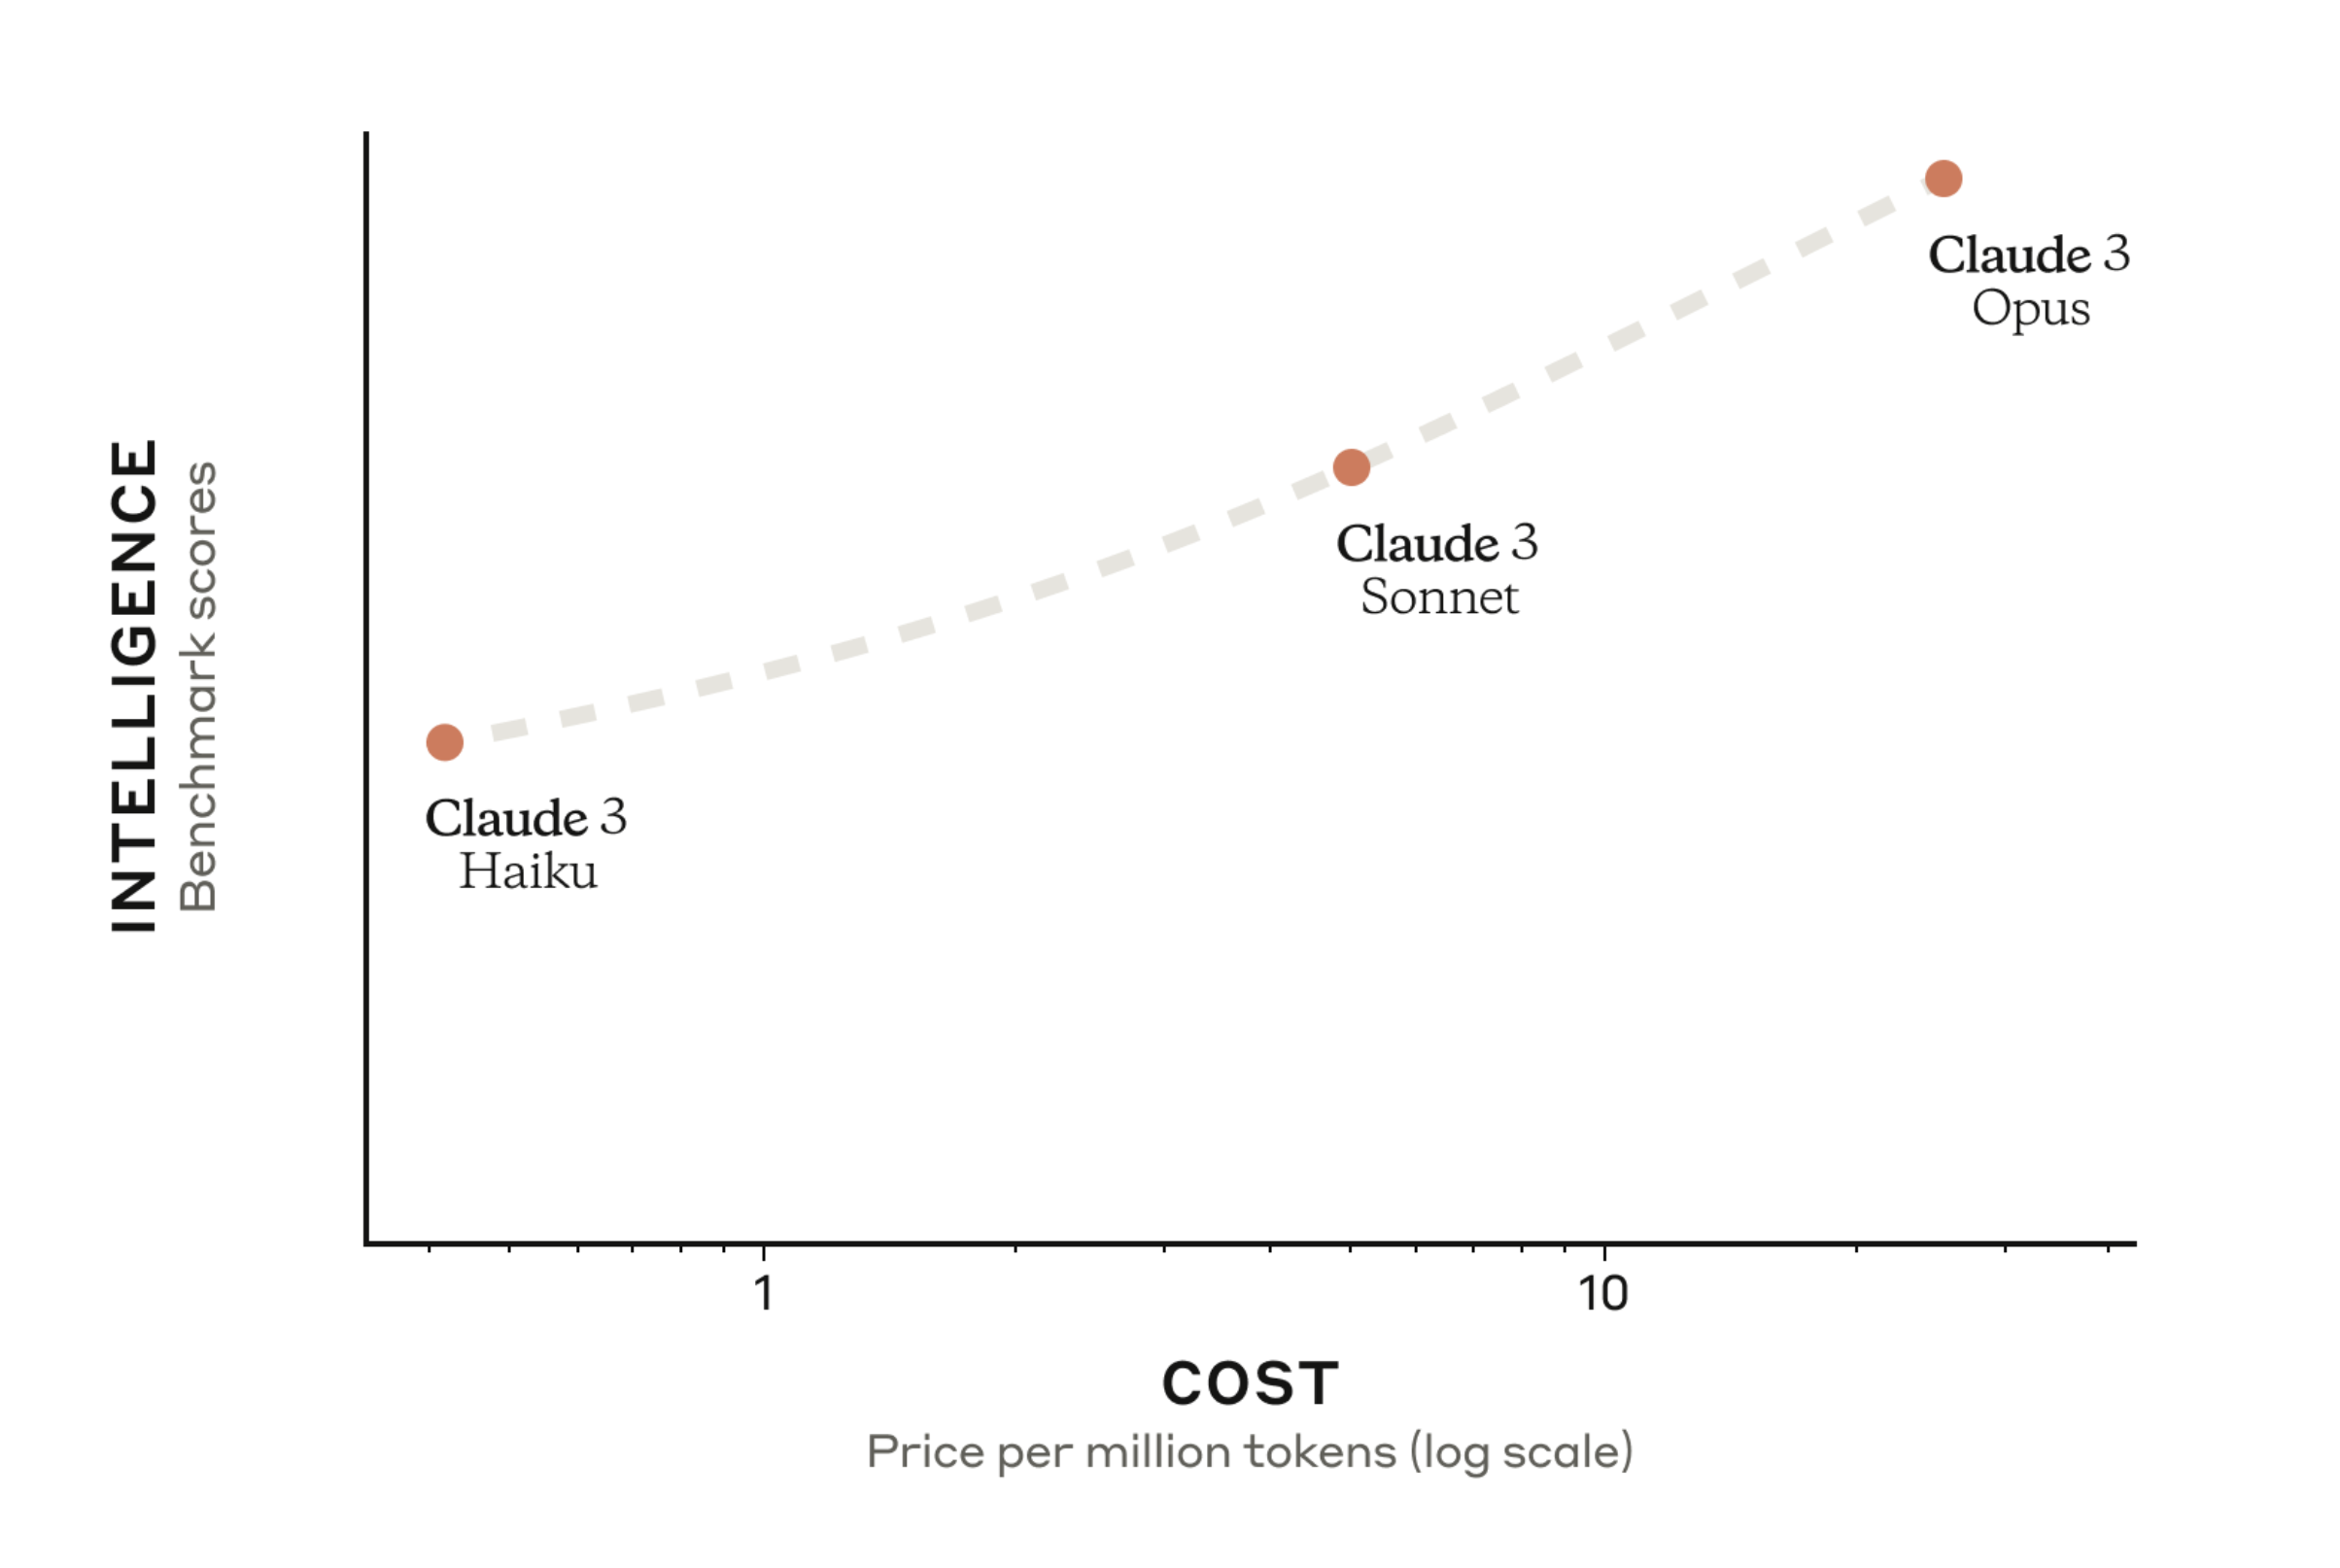 INTELLIGENCE
Benchmark scores
Claude 3
Opus
Claude 3
Sonnet
Claude 3
Haiku
1
10
COST
Price per million tokens (log scale)